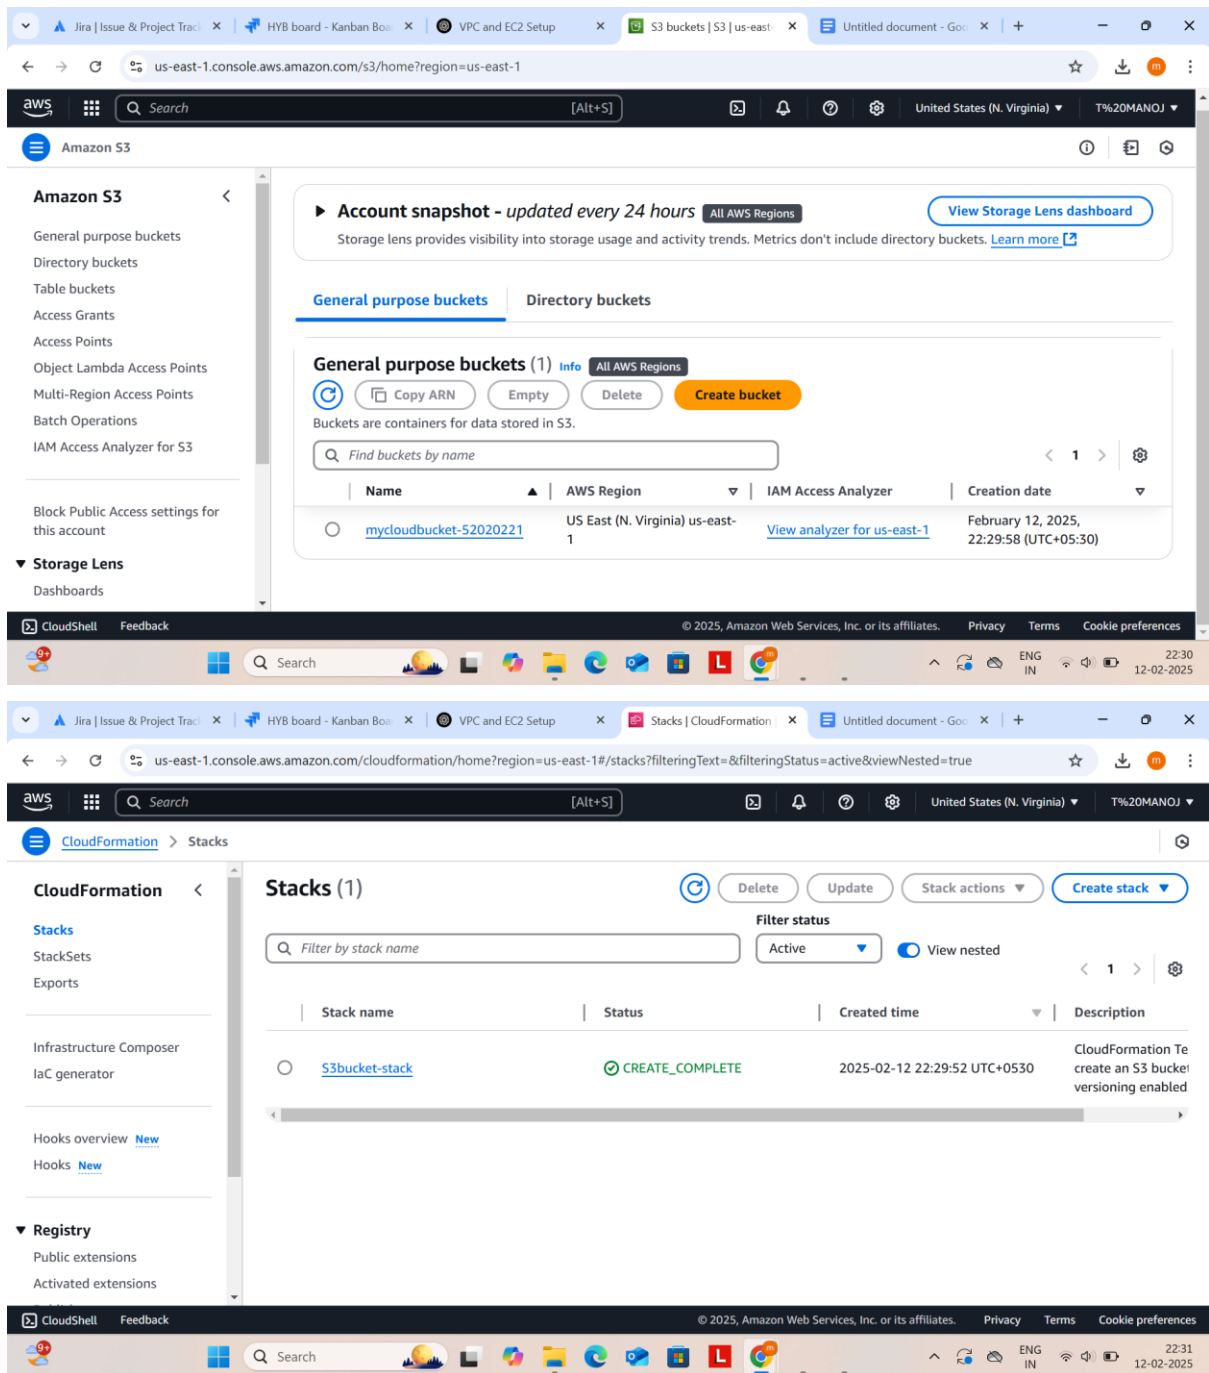 Jira | Issue & Project Track
HYB board - Kanban Boa
VPC and EC2 Setup
S3 buckets | S3 | us-east-
Untitled document - Goo
us-east-1.console.aws.amazon.com/s3/home?region=us-east-1
aws
Search
[Alt+S]
United States (N. Virginia)
T%20MANOJ
Amazon S3
Amazon S3
General purpose buckets
Directory buckets
Table buckets
Access Grants
Access Points
Object Lambda Access Points
Multi-Region Access Points
Batch Operations
IAM Access Analyzer for S3
Block Public Access settings for
this account
Storage Lens
Dashboards
Account snapshot - updated every 24 hours All AWS Regions
View Storage Lens dashboard
Storage lens provides visibility into storage usage and activity trends. Metrics don't include directory buckets. Learn more
General purpose buckets
Directory buckets
General purpose buckets (1) Info All AWS Regions
Copy ARN
Empty
Delete
Create bucket
Buckets are containers for data stored in S3.
Find buckets by name
1
Name
AWS Region
IAM Access Analyzer
Creation date
mycloudbucket-52020221
US East (N. Virginia) us-east-
1
View analyzer for us-east-1
February 12, 2025,
22:29:58 (UTC+05:30)
CloudShell
Feedback
© 2025, Amazon Web Services, Inc. or its affiliates.
Privacy
Terms
Cookie preferences
9+
Search
L
m
ENG
IN
22:30
12-02-2025
Jira | Issue & Project Track
HYB board - Kanban Boa
VPC and EC2 Setup
Stacks | CloudFormation
Untitled document - Goo
us-east-1.console.aws.amazon.com/cloudformation/home?region=us-east-1#/stacks?filteringText=&filteringStatus=active&viewNested=true
m
aws
Search
[Alt+S]
United States (N. Virginia)
T%20MANOJ
CloudFormation > Stacks
CloudFormation
Stacks
StackSets
Exports
Infrastructure Composer
IaC generator
Hooks overview New
Hooks New
Registry
Public extensions
Activated extensions
Stacks (1)
Delete
Update
Stack actions
Create stack
Filter status
Filter by stack name
Active
View nested
1
Stack name
Status
Created time
Description
S3bucket-stack
CREATE_COMPLETE
2025-02-12 22:29:52 UTC+0530
CloudFormation Te
create an S3 bucket
versioning enabled
CloudShell
Feedback
© 2025, Amazon Web Services, Inc. or its affiliates.
Privacy
Terms
Cookie preferences
9+
Search
L
m
ENG
IN
22:31
12-02-2025